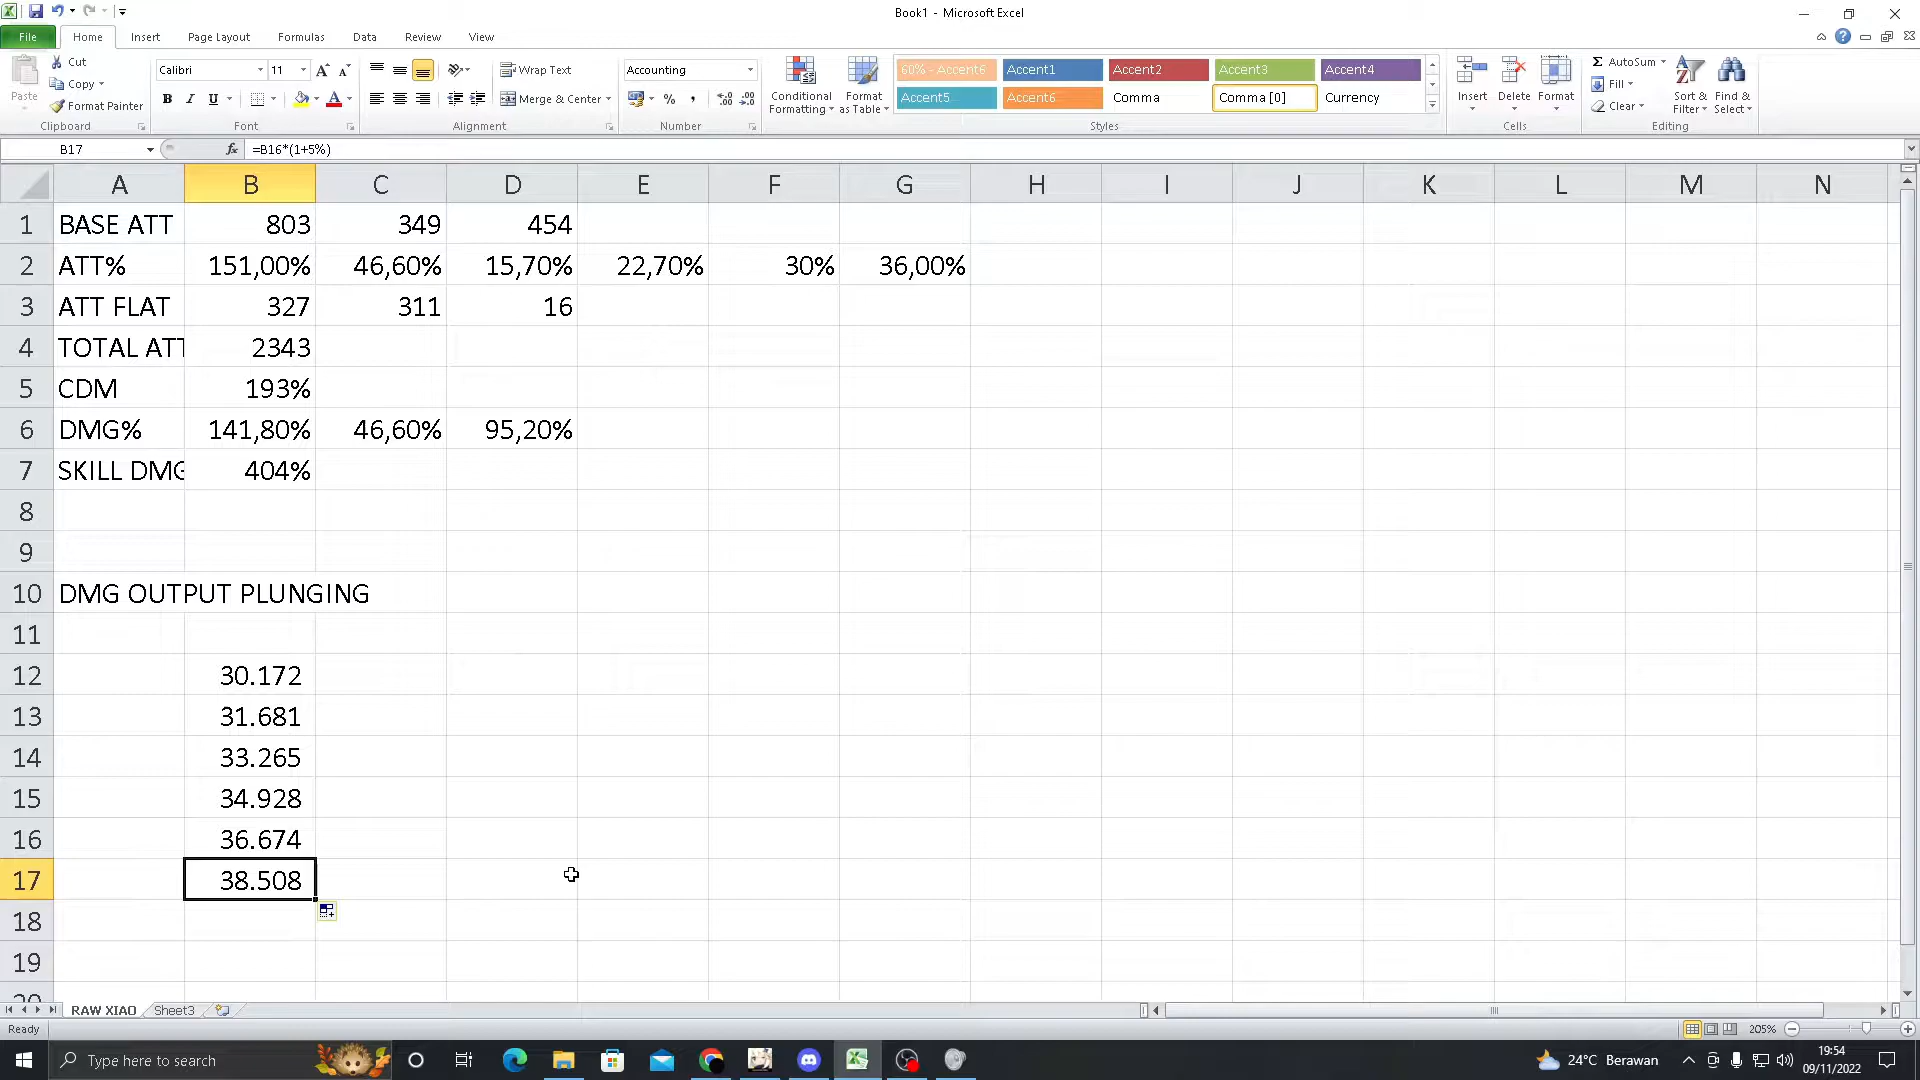 Book1 - Microsoft Excel
File Home Insert Page Layout Formulas Data Review View
Cut
Copy
Format Painter
Paste
Clipboard
Calibri 11
Font
Wrap Text
Merge & Center
Alignment
Accounting
Number
Conditional Formatting
Format as Table
60% - Accent6 Accent1 Accent2 Accent3 Accent4
Accent5 Accent6 Comma Comma [0] Currency
Styles
Insert Delete Format
Cells
AutoSum
Fill
Clear
Sort & Filter
Find & Select
Editing
B17 fx =B16*(1+5%)
A B C D E F G H I J K L M N
1 BASE ATT 803 349 454
2 ATT% 151,00% 46,60% 15,70% 22,70% 30% 36,00%
3 ATT FLAT 327 311 16
4 TOTAL ATT 2343
5 CDM 193%
6 DMG% 141,80% 46,60% 95,20%
7 SKILL DMG 404%
8
9
10 DMG OUTPUT PLUNGING
11
12 30.172
13 31.681
14 33.265
15 34.928
16 36.674
17 38.508
18
19
20
RAW XIAO Sheet3
Ready 205%
Type here to search
24°C Berawan
19:54
09/11/2022